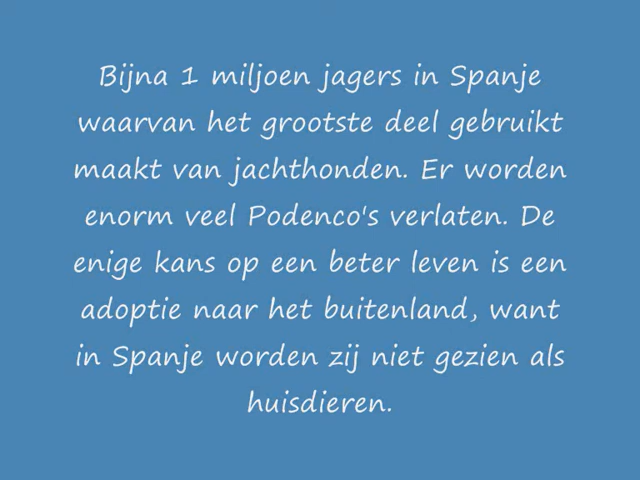 Bijna 1 miljoen jagers in Spanje
waarvan het grootste deel gebruikt
maakt van jachthonden. Er worden
enorm veel Podenco's verlaten. De
enige kans op een beter leven is een
adoptie naar het buitenland, want
in Spanje worden zij niet gezien als
huisdieren.